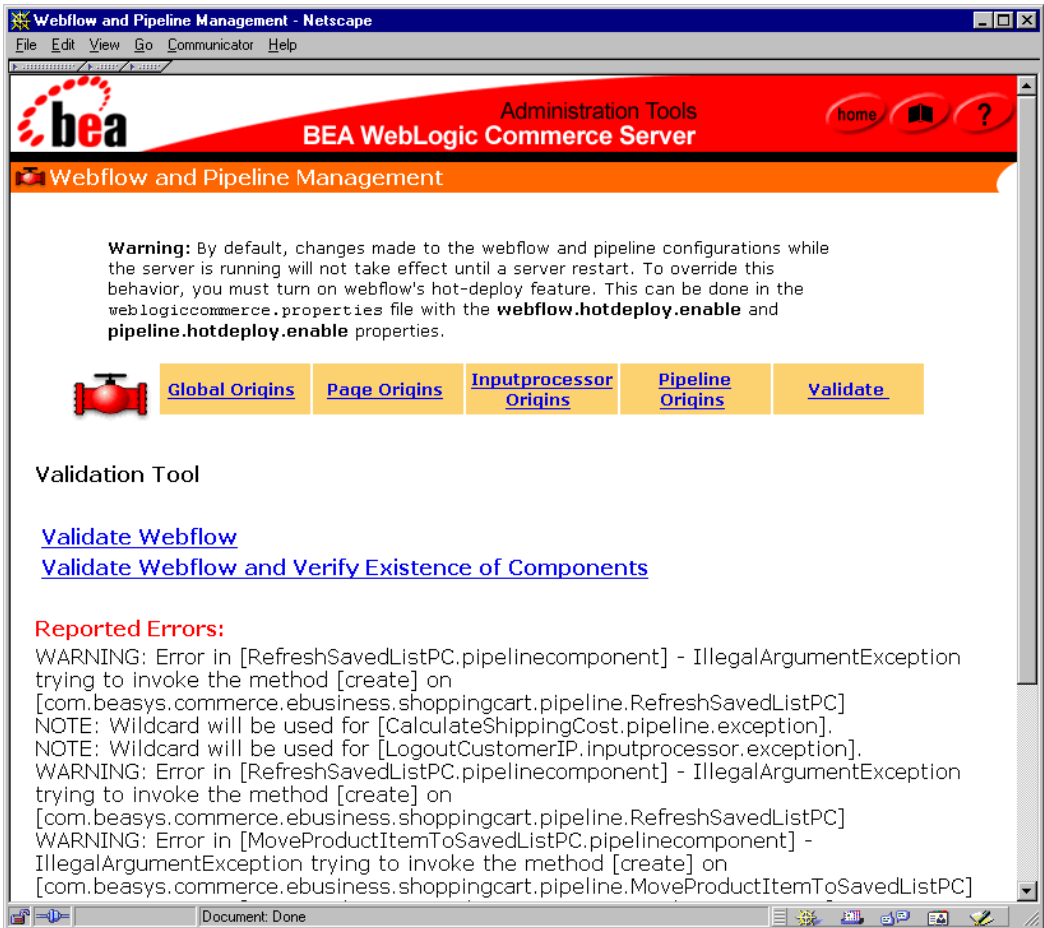 Webflow and Pipeline Management - Netscape
File Edit View Go Communicator Help
bea
Administration Tools
BEA WebLogic Commerce Server
home
?
Webflow and Pipeline Management
Warning: By default, changes made to the webflow and pipeline configurations while
the server is running will not take effect until a server restart. To override this
behavior, you must turn on webflow's hot-deploy feature. This can be done in the
weblogiccommerce.properties file with the webflow.hotdeploy.enable and
pipeline.hotdeploy.enable properties.
Global Origins
Page Origins
Inputprocessor
Origins
Pipeline
Origins
Validate
Validation Tool
Validate Webflow
Validate Webflow and Verify Existence of Components
Reported Errors:
WARNING: Error in [RefreshSavedListPC.pipelinecomponent] - IllegalArgumentException
trying to invoke the method [create] on
[com.beasys.commerce.ebusiness.shoppingcart.pipeline.RefreshSavedListPC]
NOTE: Wildcard will be used for [CalculateShippingCost.pipeline.exception].
NOTE: Wildcard will be used for [LogoutCustomerIP.inputprocessor.exception].
WARNING: Error in [RefreshSavedListPC.pipelinecomponent] - IllegalArgumentException
trying to invoke the method [create] on
[com.beasys.commerce.ebusiness.shoppingcart.pipeline.RefreshSavedListPC]
WARNING: Error in [MoveProductItemToSavedListPC.pipelinecomponent] -
IllegalArgumentException trying to invoke the method [create] on
[com.beasys.commerce.ebusiness.shoppingcart.pipeline.MoveProductItemToSavedListPC]
Document: Done